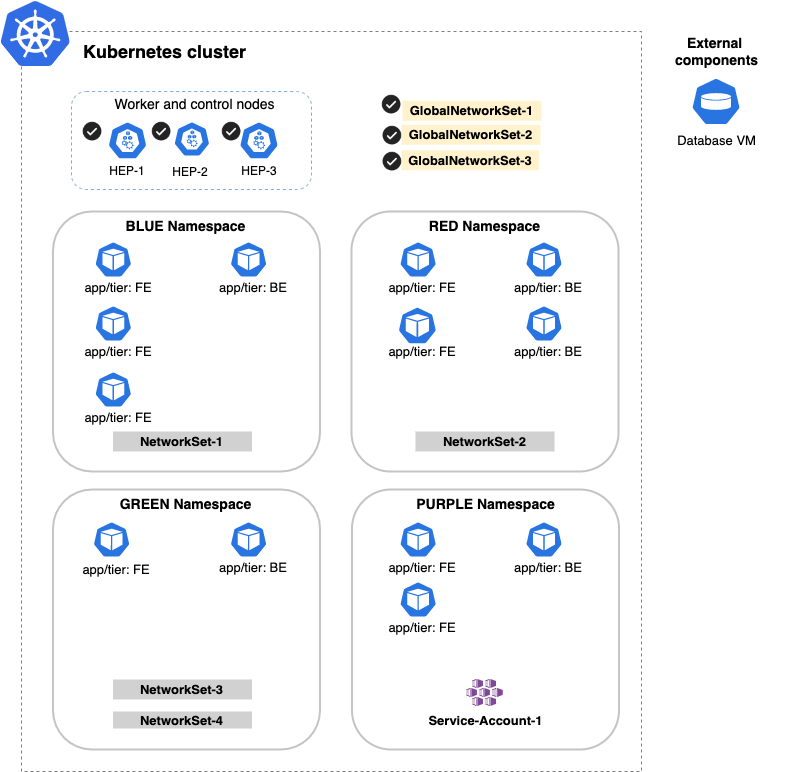 Kubernetes cluster
External
components
Database VM
Worker and control nodes
HEP-1
HEP-2
HEP-3
GlobalNetworkSet-1
GlobalNetworkSet-2
GlobalNetworkSet-3
BLUE Namespace
app/tier: FE
app/tier: BE
app/tier: FE
app/tier: FE
NetworkSet-1
RED Namespace
app/tier: FE
app/tier: BE
app/tier: FE
app/tier: BE
NetworkSet-2
GREEN Namespace
app/tier: FE
app/tier: BE
NetworkSet-3
NetworkSet-4
PURPLE Namespace
app/tier: FE
app/tier: BE
app/tier: FE
Service-Account-1